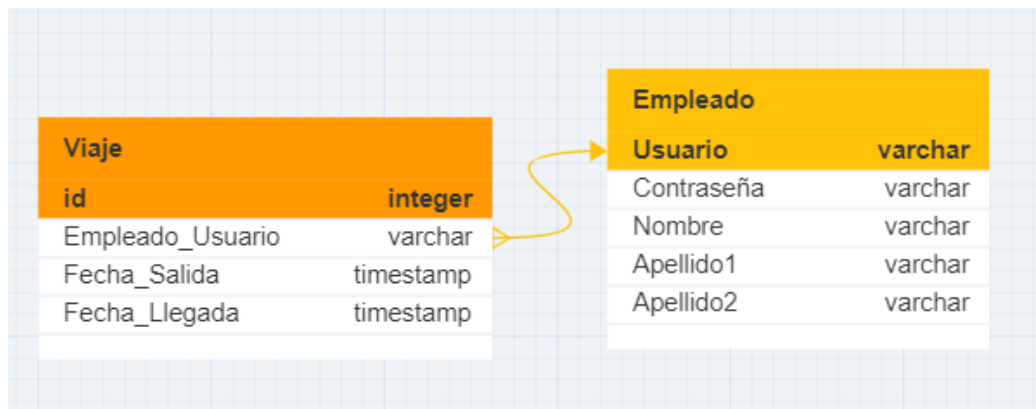 Viaje
id integer
Empleado_Usuario varchar
Fecha_Salida timestamp
Fecha_Llegada timestamp
Empleado
Usuario varchar
Contraseña varchar
Nombre varchar
Apellido1 varchar
Apellido2 varchar